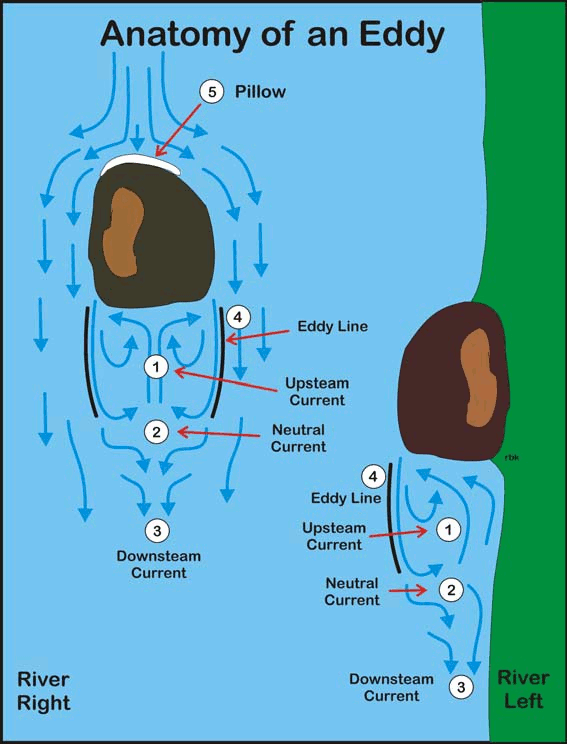 Anatomy of an Eddy
5 Pillow
4
Eddy Line
1
Upsteam
Current
2
Neutral
Current
3
Downsteam
Current
rbk
4
Eddy Line
Upsteam
Current
1
Neutral
Current
2
Downsteam
Current
3
River
Right
River
Left